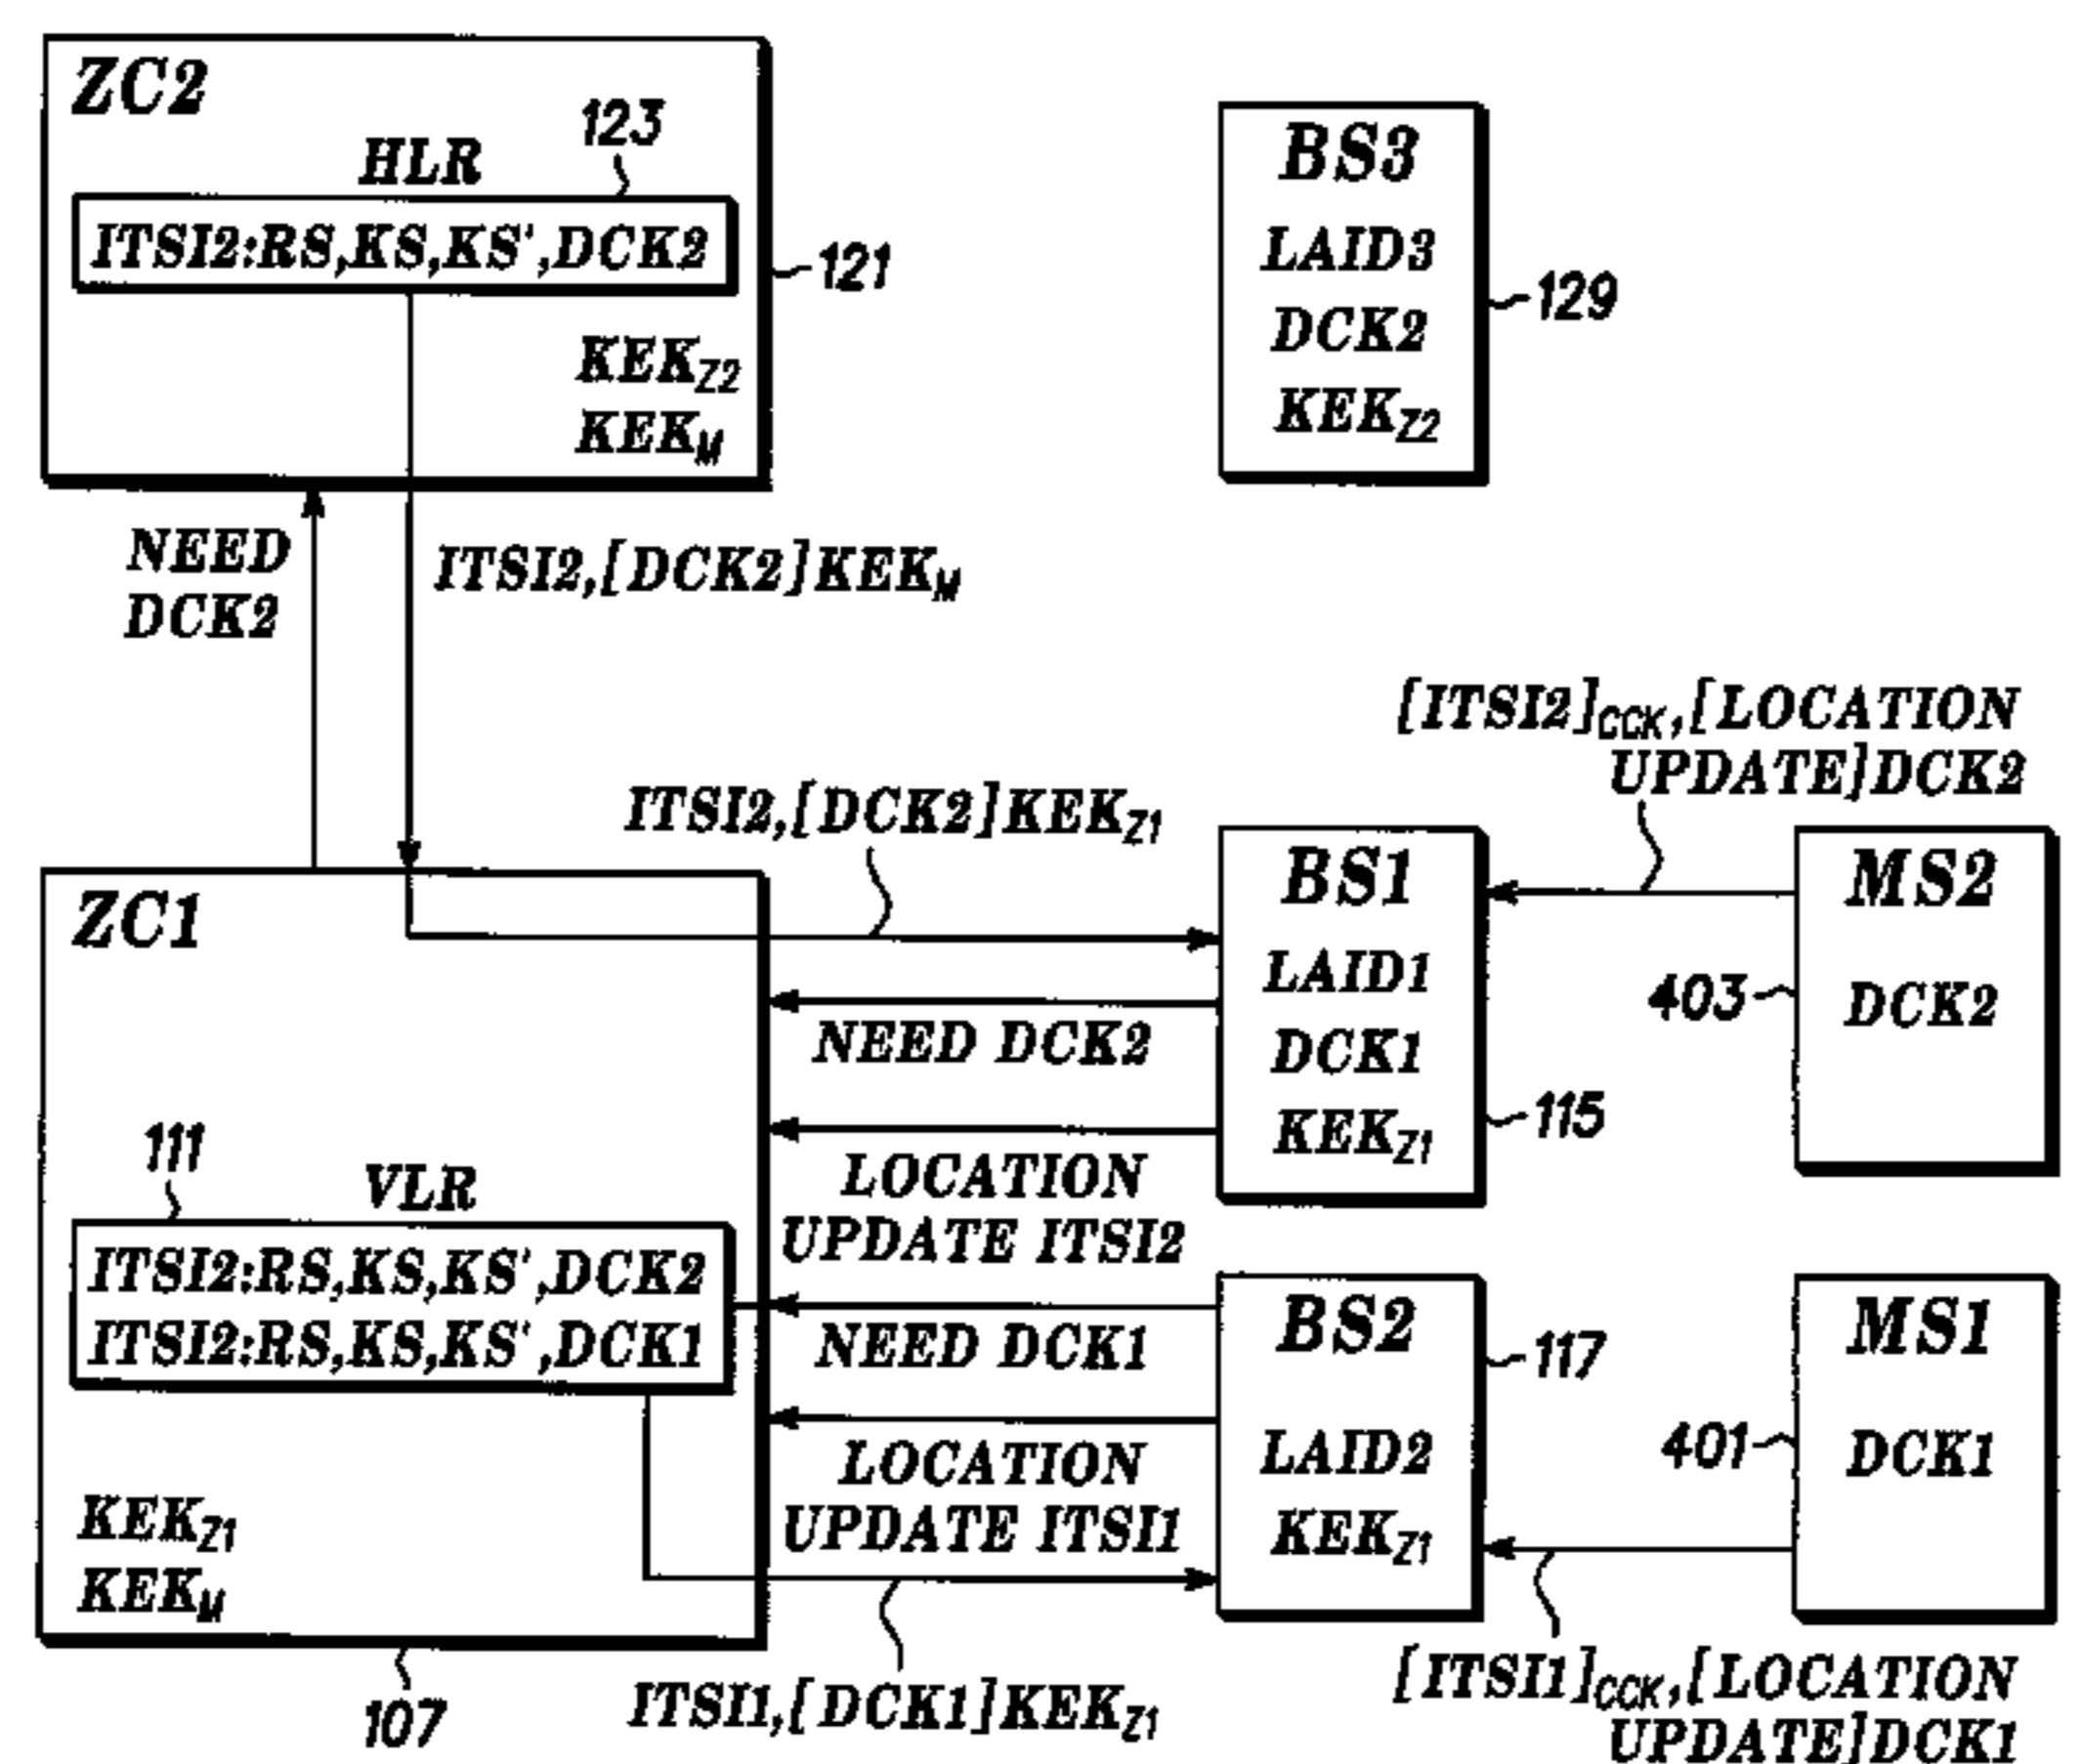 ZC2
123
HLR
ITSI2:RS,KS,KS',DCK2
121
KEKZ2
KEKM
BS3
LAID3
DCK2
KEKZ2
129
NEED
DCK2
ITSI2,[DCK2]KEKM
[ITSI2]CCK,[LOCATION
UPDATE]DCK2
ITSI2,[DCK2]KEKZ1
ZC1
BS1
LAID1
DCK1
KEKZ1
115
MS2
DCK2
403
NEED DCK2
LOCATION
UPDATE ITSI2
111
VLR
ITSI2:RS,KS,KS',DCK2
ITSI2:RS,KS,KS',DCK1
NEED DCK1
BS2
LAID2
KEKZ1
117
MS1
DCK1
401
LOCATION
UPDATE ITSI1
KEKZ1
KEKM
107
ITSI1,[DCK1]KEKZ1
[ITSI1]CCK,[LOCATION
UPDATE]DCK1